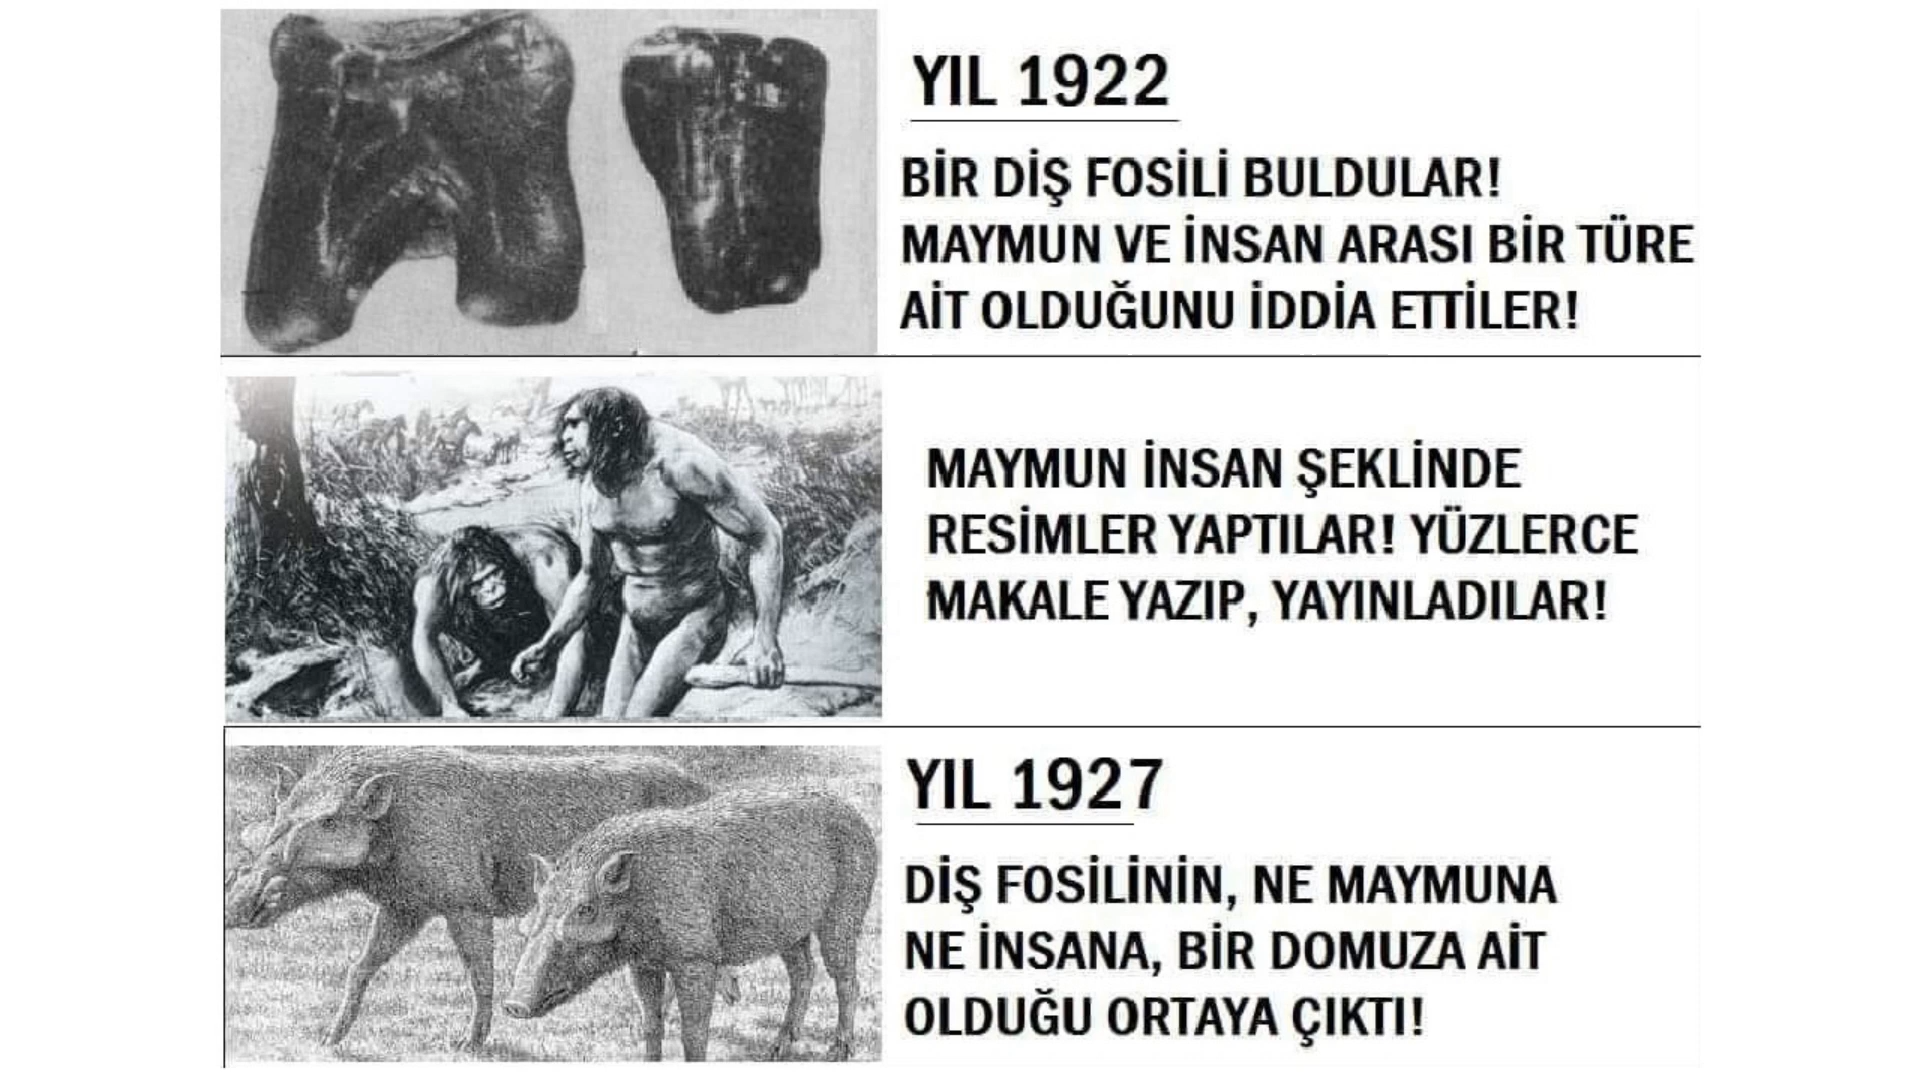 YIL 1922
BİR DİŞ FOSİLİ BULDULAR!
MAYMUN VE İNSAN ARASI BİR TÜRE
AİT OLDUĞUNU İDDİA ETTİLER!
MAYMUN İNSAN ŞEKLİNDE
RESİMLER YAPTILAR! YÜZLERCE
MAKALE YAZIP, YAYINLADILAR!
YIL 1927
DİŞ FOSİLİNİN, NE MAYMUNA
NE İNSANA, BİR DOMUZA AİT
OLDUĞU ORTAYA ÇIKTI!